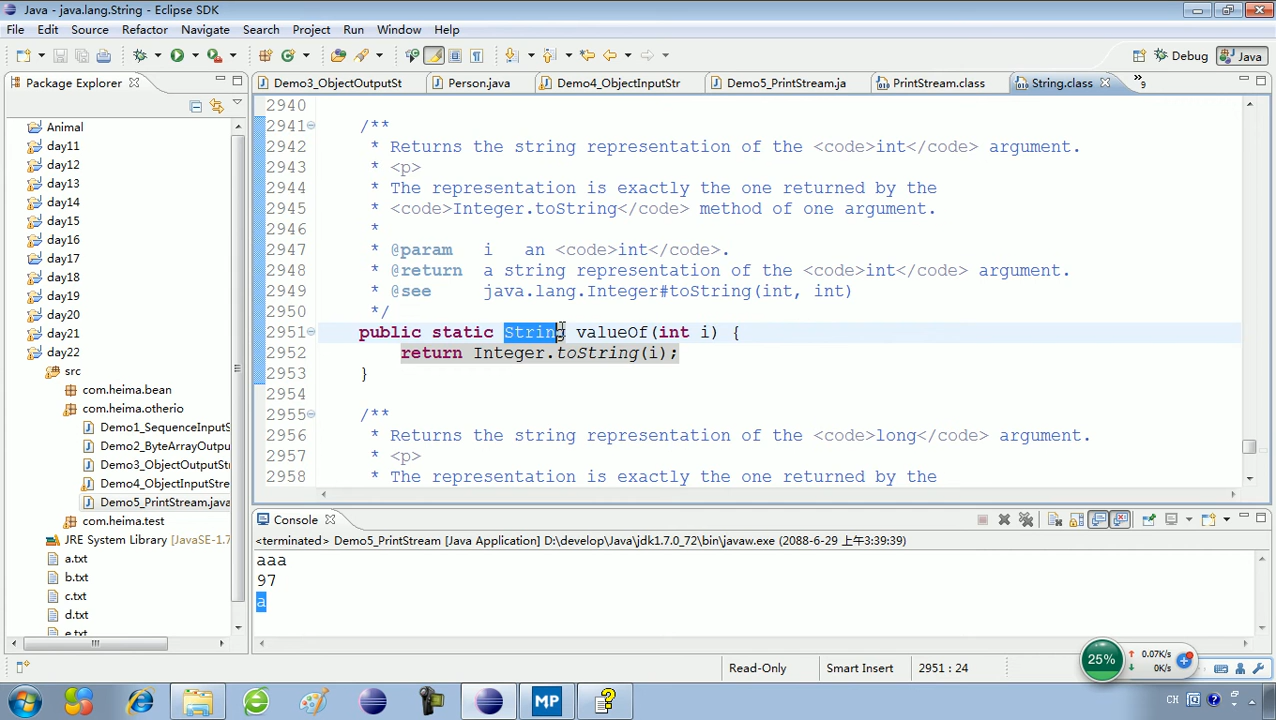 Java - java.lang.String - Eclipse SDK
File Edit Source Refactor Navigate Search Project Run Window Help
Debug Java
Package Explorer
Demo3_ObjectOutputSt Person.java Demo4_ObjectInputStr Demo5_PrintStream.ja PrintStream.class String.class »9
Animal
day11
day12
day13
day14
day15
day16
day17
day18
day19
day20
day21
day22
src
com.heima.bean
com.heima.otherio
Demo1_SequenceInputS
Demo2_ByteArrayOutpu
Demo3_ObjectOutputStr
Demo4_ObjectInputStre
Demo5_PrintStream.java
com.heima.test
JRE System Library [JavaSE-1.7
a.txt
b.txt
c.txt
d.txt
e.txt
2940
2941 /**
2942 * Returns the string representation of the <code>int</code> argument.
2943 * <p>
2944 * The representation is exactly the one returned by the
2945 * <code>Integer.toString</code> method of one argument.
2946 *
2947 * @param i an <code>int</code>.
2948 * @return a string representation of the <code>int</code> argument.
2949 * @see java.lang.Integer#toString(int, int)
2950 */
2951 public static String valueOf(int i) {
2952 return Integer.toString(i);
2953 }
2954
2955 /**
2956 * Returns the string representation of the <code>long</code> argument.
2957 * <p>
2958 * The representation is exactly the one returned by the
Console
<terminated> Demo5_PrintStream [Java Application] D:\develop\Java\jdk1.7.0_72\bin\javaw.exe (2088-6-29 上午3:39:39)
aaa
97
a
Read-Only Smart Insert 2951 : 24
25% 0.07K/s
0K/s
MP CH